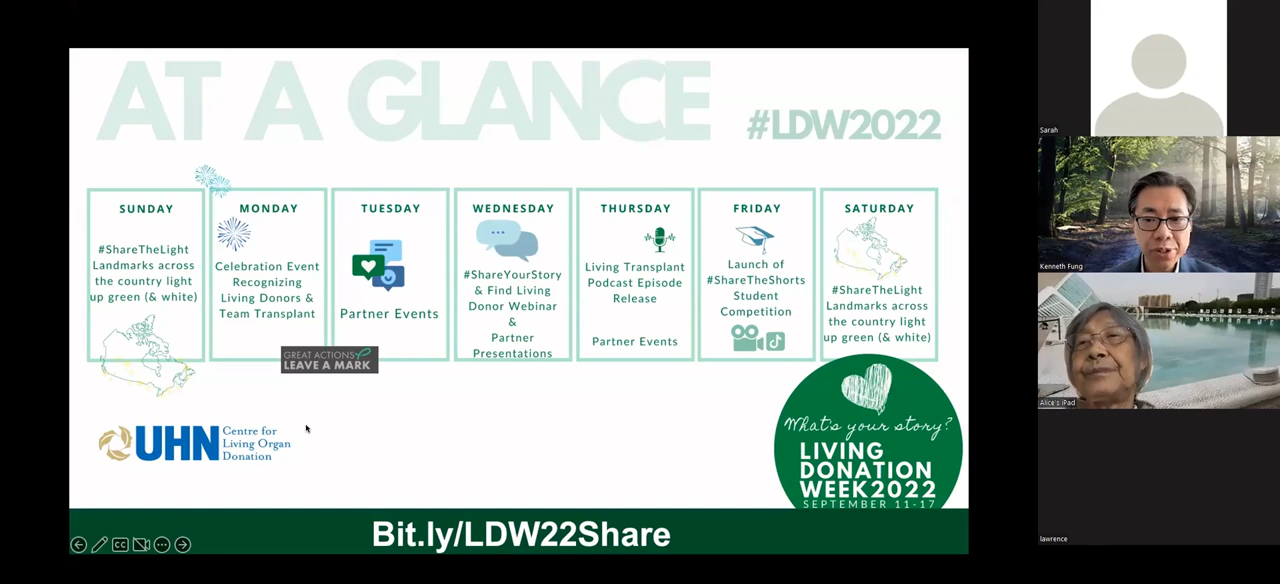 AT A GLANCE
#LDW2022
SUNDAY
#ShareTheLight
Landmarks across
the country light
up green (& white)
MONDAY
Celebration Event
Recognizing
Living Donors &
Team Transplant
TUESDAY
Partner Events
WEDNESDAY
#ShareYourStory
& Find Living
Donor Webinar
&
Partner
Presentations
THURSDAY
Living Transplant
Podcast Episode
Release
Partner Events
FRIDAY
Launch of
#ShareTheShorts
Student
Competition
SATURDAY
#ShareTheLight
Landmarks across
the country light
up green (& white)
GREAT ACTIONS
LEAVE A MARK
UHN
Centre for
Living Organ
Donation
What's your story?
LIVING
DONATION
WEEK2022
SEPTEMBER 11-17
Bit.ly/LDW22Share
CC
Sarah
Kenneth Fung
Alice's iPad
lawrence